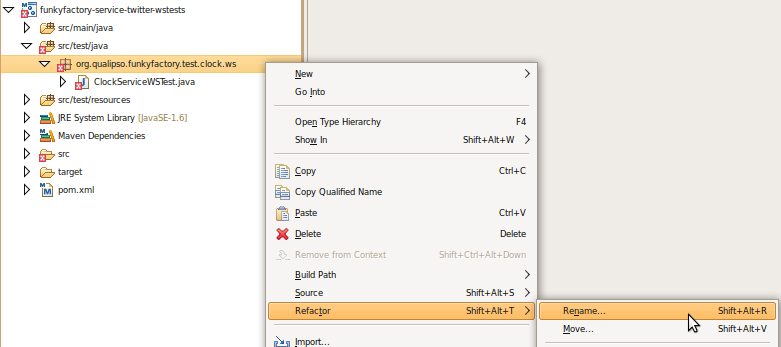 funkyfactory-service-twitter-wstests
src/main/java
src/test/java
org.qualipso.funkyfactory.test.clock.ws
ClockServiceWSTest.java
src/test/resources
JRE System Library [JavaSE-1.6]
Maven Dependencies
src
target
pom.xml
New
Go Into
Open Type Hierarchy F4
Show In Shift+Alt+W
Copy Ctrl+C
Copy Qualified Name
Paste Ctrl+V
Delete Delete
Remove from Context Shift+Ctrl+Alt+Down
Build Path
Source Shift+Alt+S
Refactor Shift+Alt+T
Import...
Rename... Shift+Alt+R
Move... Shift+Alt+V